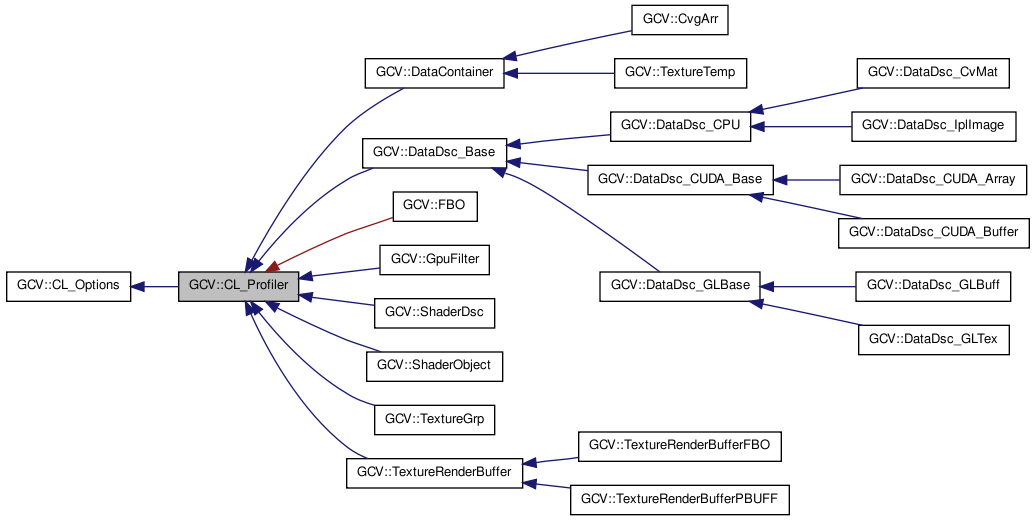 GCV::CvgArr
GCV::DataContainer
GCV::TextureTemp
GCV::DataDsc_CvMat
GCV::DataDsc_CPU
GCV::DataDsc_IplImage
GCV::DataDsc_Base
GCV::DataDsc_CUDA_Base
GCV::DataDsc_CUDA_Array
GCV::FBO
GCV::DataDsc_CUDA_Buffer
GCV::GpuFilter
GCV::CL_Options
GCV::CL_Profiler
GCV::DataDsc_GLBase
GCV::DataDsc_GLBuff
GCV::ShaderDsc
GCV::DataDsc_GLTex
GCV::ShaderObject
GCV::TextureGrp
GCV::TextureRenderBufferFBO
GCV::TextureRenderBuffer
GCV::TextureRenderBufferPBUFF